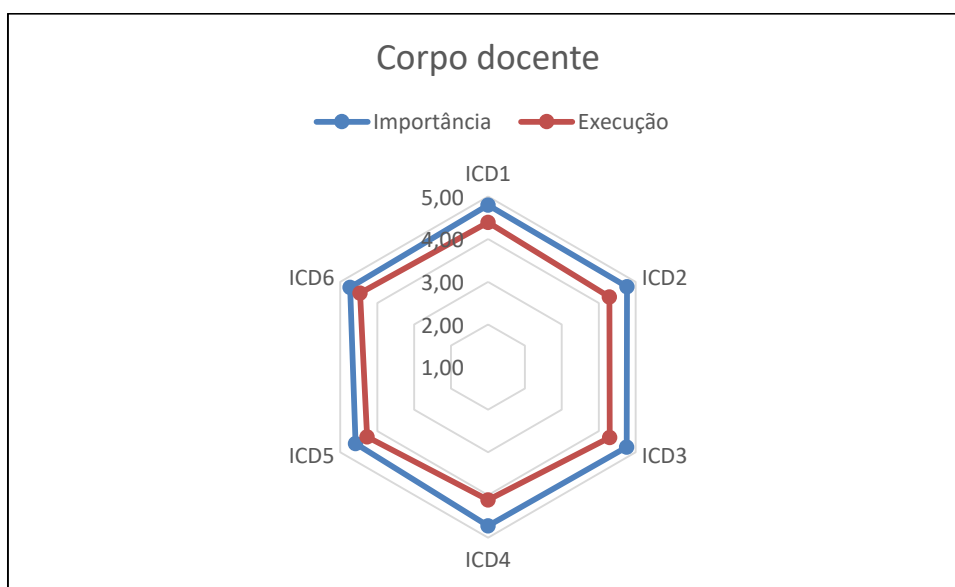 Corpo docente
Importância Execução
ICD1
5,00
4,00
ICD6 ICD2
3,00
2,00
1,00
ICD5 ICD3
ICD4